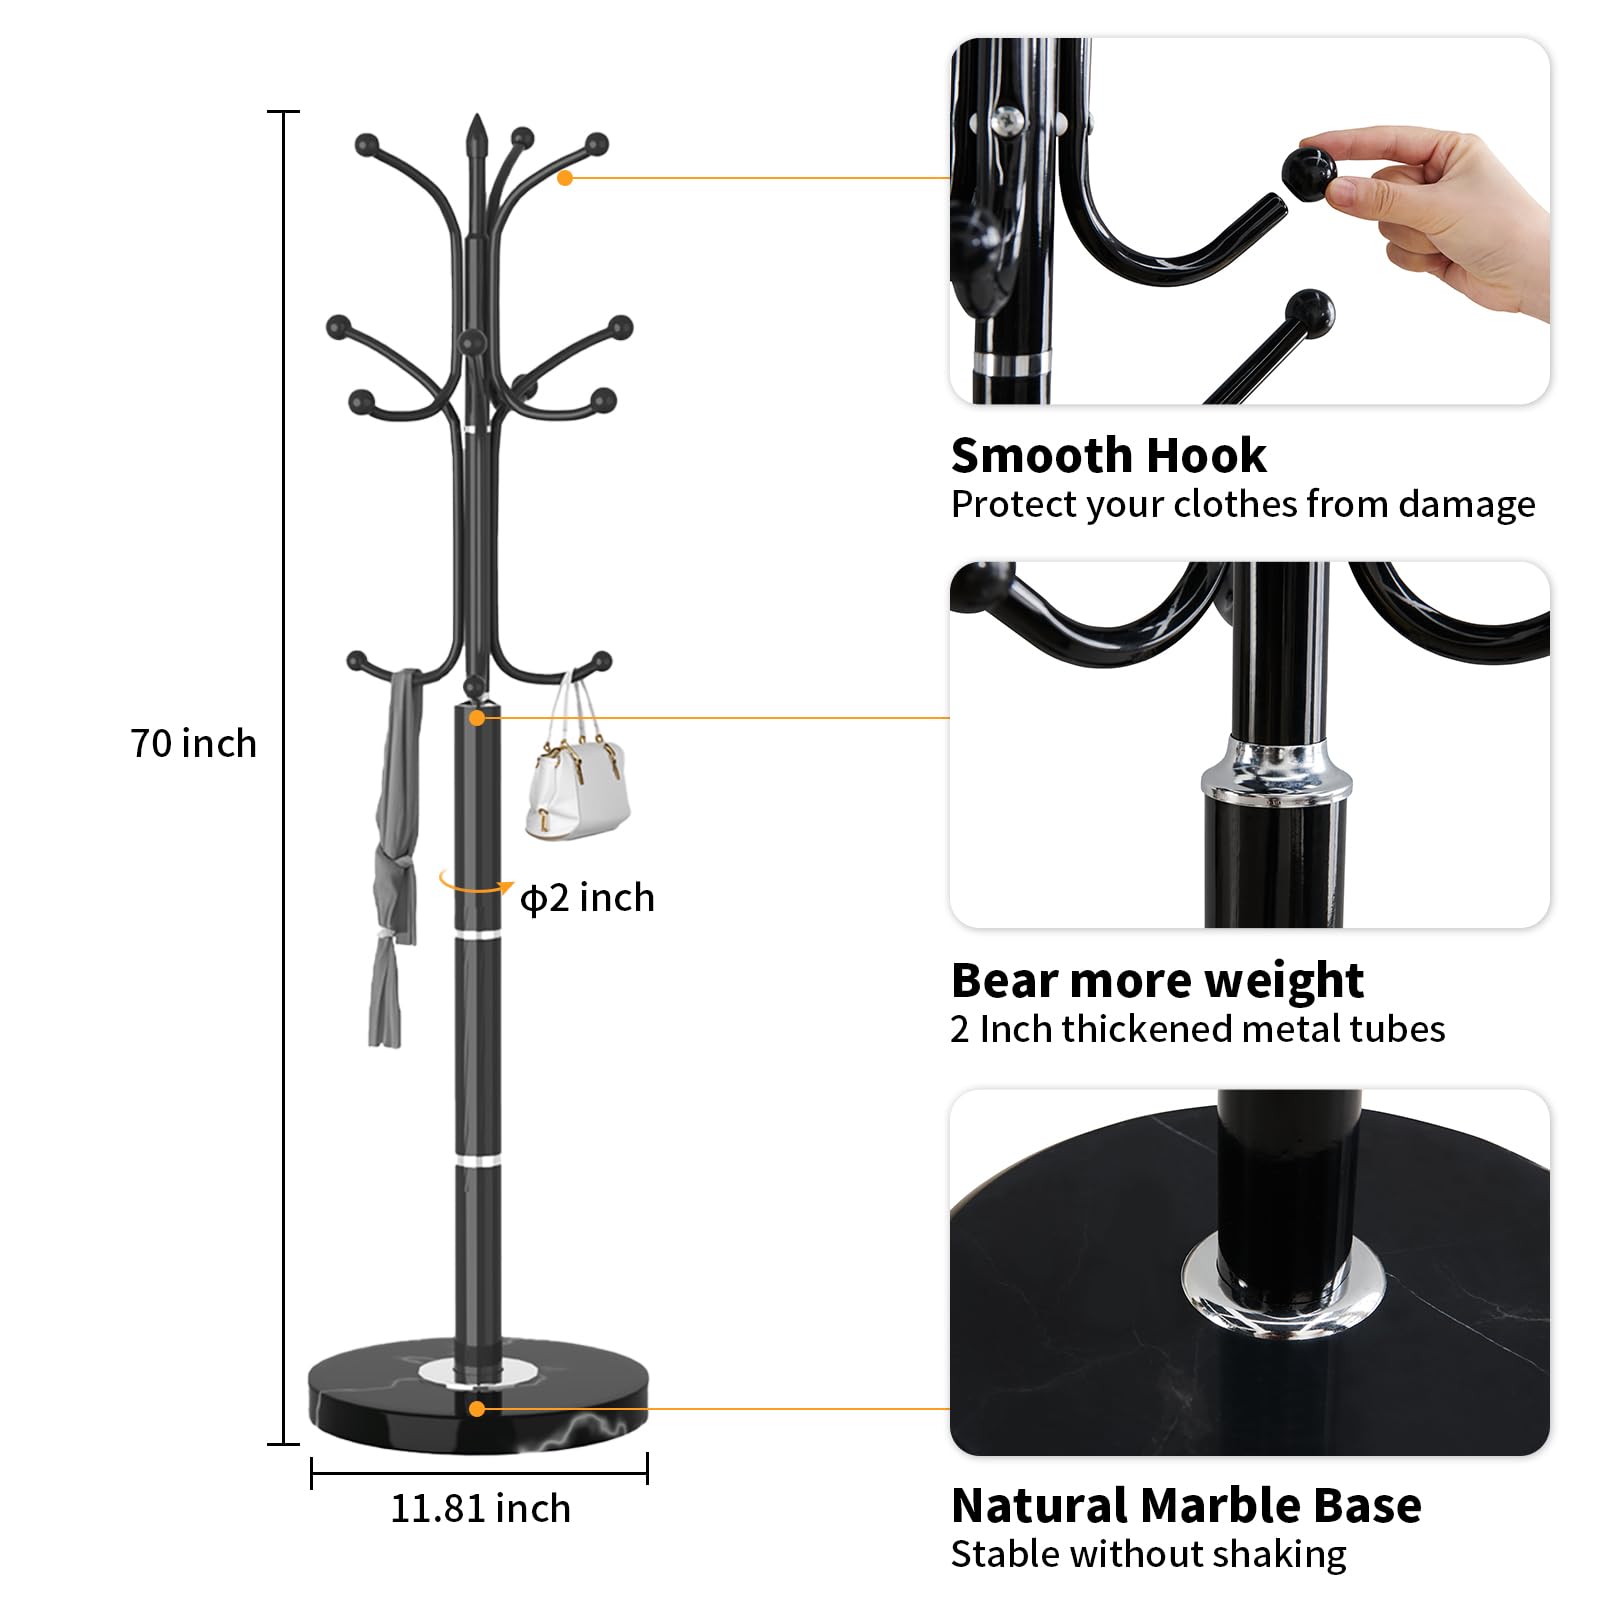 Smooth Hook
Protect your clothes from damage
70 inch
φ2 inch
Bear more weight
2 Inch thickened metal tubes
11.81 inch
Natural Marble Base
Stable without shaking